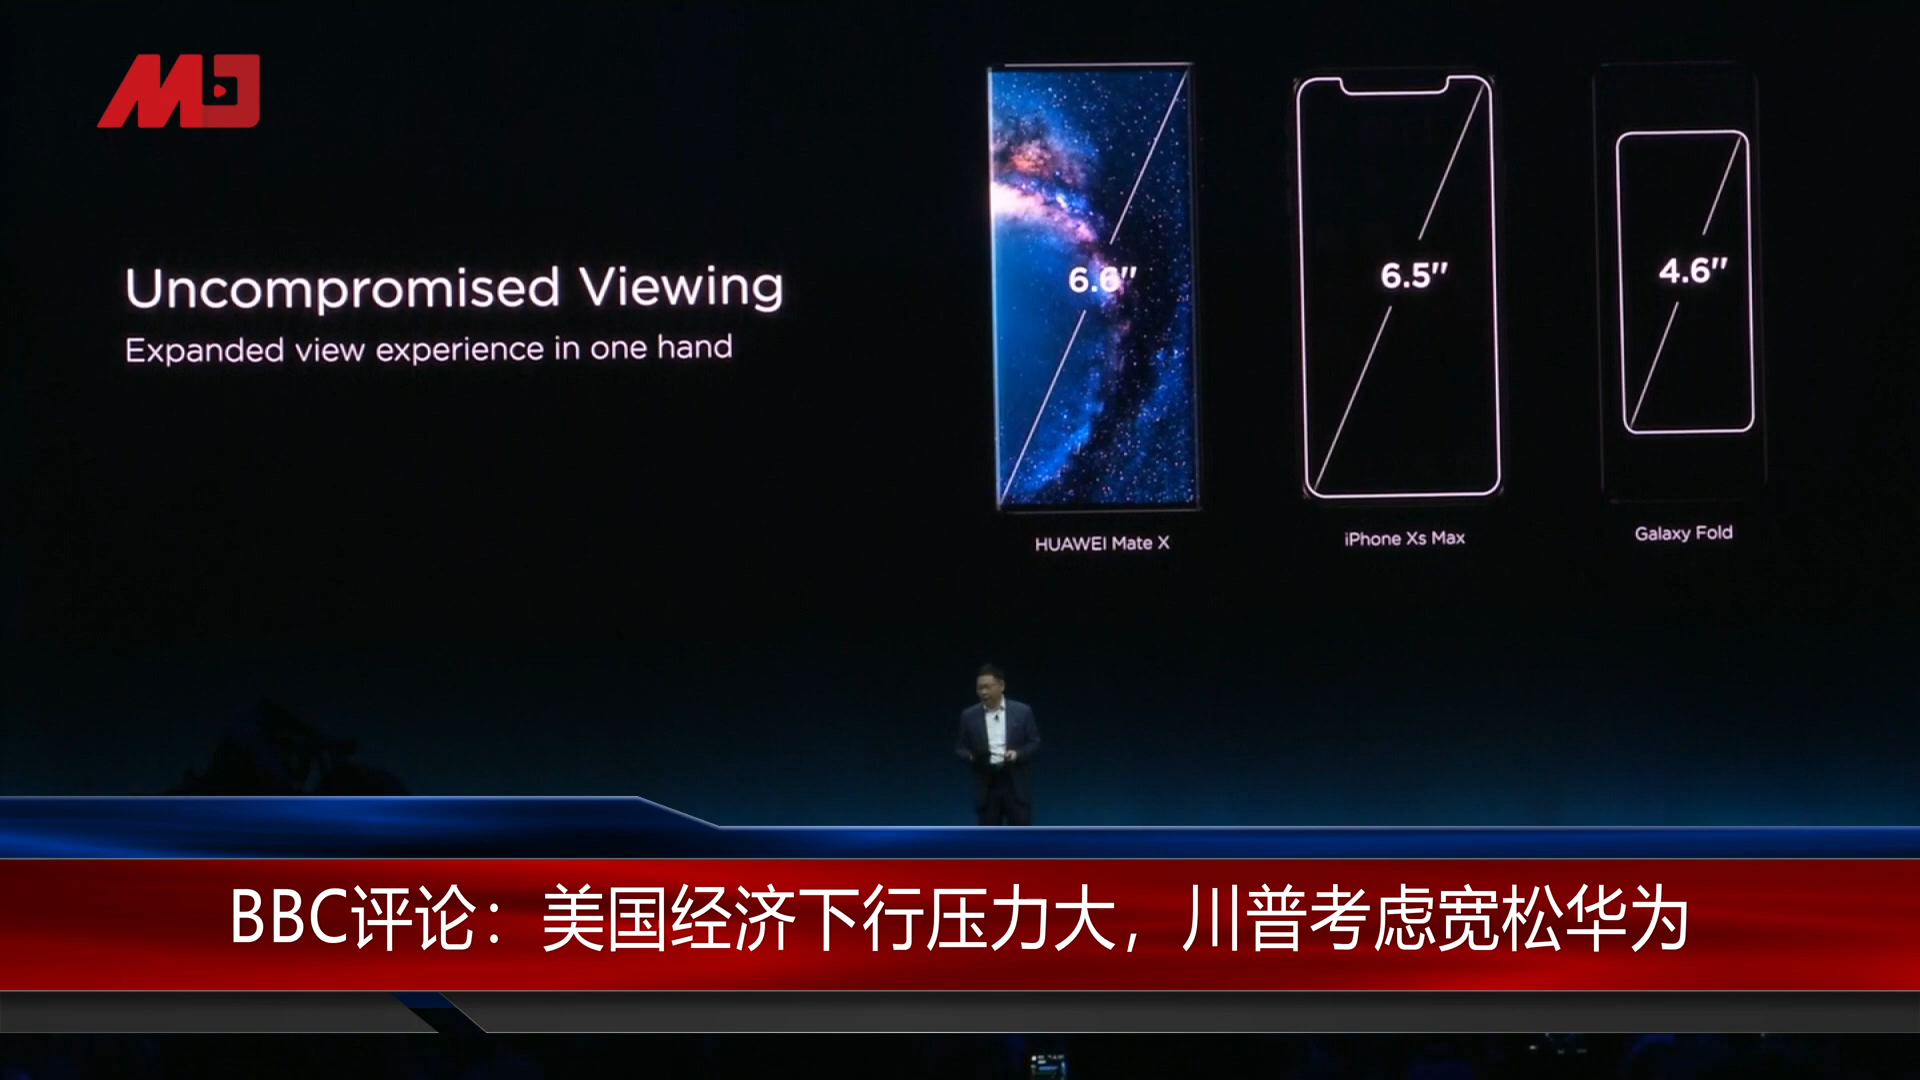 MD
Uncompromised Viewing
Expanded view experience in one hand
6.6"
6.5"
4.6"
HUAWEI Mate X
iPhone Xs Max
Galaxy Fold
BBC评论：美国经济下行压力大，川普考虑宽松华为